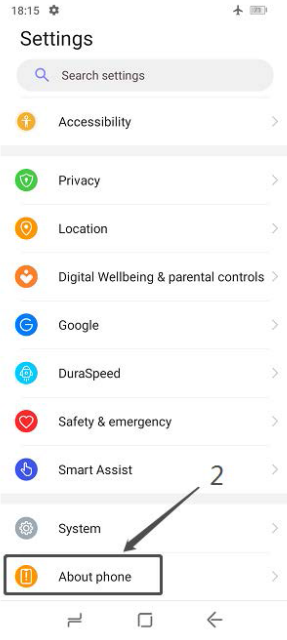 18:15
Settings
Search settings
Accessibility
Privacy
Location
Digital Wellbeing & parental controls
Google
DuraSpeed
Safety & emergency
Smart Assist
2
System
About phone